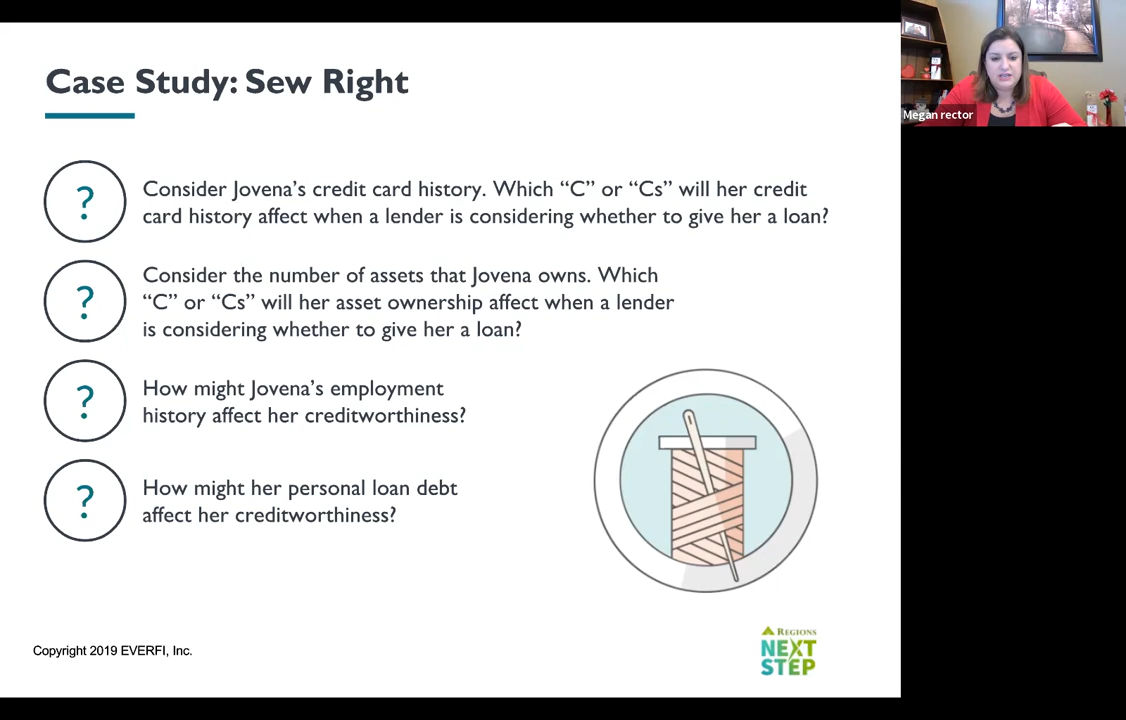 Case Study: Sew Right
Megan rector
?
Consider Jovena’s credit card history. Which “C” or “Cs” will her credit
card history affect when a lender is considering whether to give her a loan?
?
Consider the number of assets that Jovena owns. Which
“C” or “Cs” will her asset ownership affect when a lender
is considering whether to give her a loan?
?
How might Jovena’s employment
history affect her creditworthiness?
?
How might her personal loan debt
affect her creditworthiness?
Copyright 2019 EVERFI, Inc.
REGIONS
NEXT
STEP